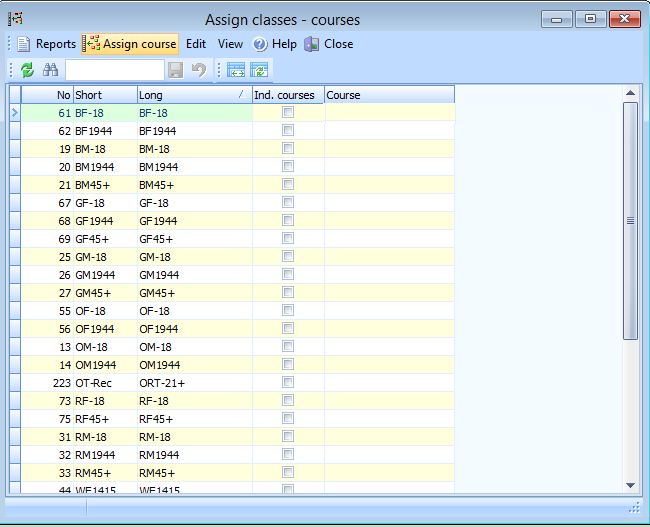 Assign classes - courses
Reports Assign course Edit View Help Close
No Short Long Ind. courses Course
61 BF-18 BF-18
62 BF1944 BF1944
19 BM-18 BM-18
20 BM1944 BM1944
21 BM45+ BM45+
67 GF-18 GF-18
68 GF1944 GF1944
69 GF45+ GF45+
25 GM-18 GM-18
26 GM1944 GM1944
27 GM45+ GM45+
55 OF-18 OF-18
56 OF1944 OF1944
13 OM-18 OM-18
14 OM1944 OM1944
223 OT-Rec ORT-21+
73 RF-18 RF-18
75 RF45+ RF45+
31 RM-18 RM-18
32 RM1944 RM1944
33 RM45+ RM45+
44 WF1415 WF1415